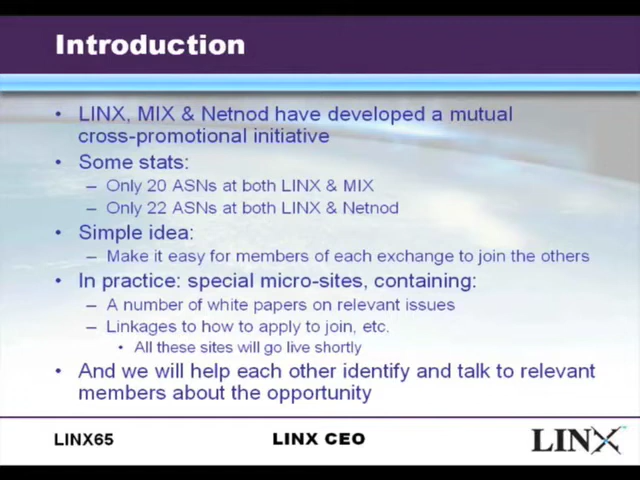 Introduction
• LINX, MIX & Netnod have developed a mutual
cross-promotional initiative
• Some stats:
– Only 20 ASNs at both LINX & MIX
– Only 22 ASNs at both LINX & Netnod
• Simple idea:
– Make it easy for members of each exchange to join the others
• In practice: special micro-sites, containing:
– A number of white papers on relevant issues
– Linkages to how to apply to join, etc.
• All these sites will go live shortly
• And we will help each other identify and talk to relevant
members about the opportunity
LINX65
LINX CEO
LINX